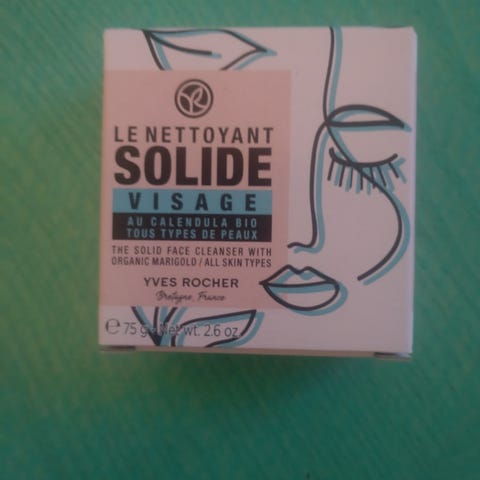 YR
LE NETTOYANT
SOLIDE
VISAGE
AU CALENDULA BIO
TOUS TYPES DE PEAUX
THE SOLID FACE CLEANSER WITH
ORGANIC MARIGOLD / ALL SKIN TYPES
YVES ROCHER
Bretagne, France
℮ 75 g - Net wt. 2.6 oz.